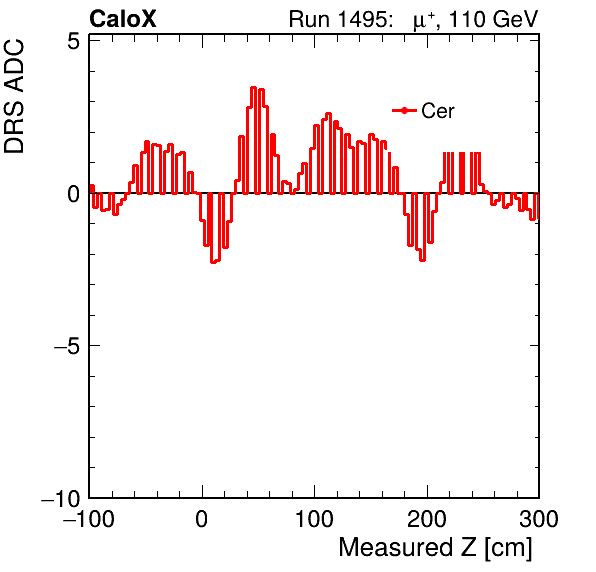 CaloX Run 1495: μ⁺, 110 GeV
DRS ADC
5
0
−5
−10
Cer
−100 0 100 200 300
Measured Z [cm]